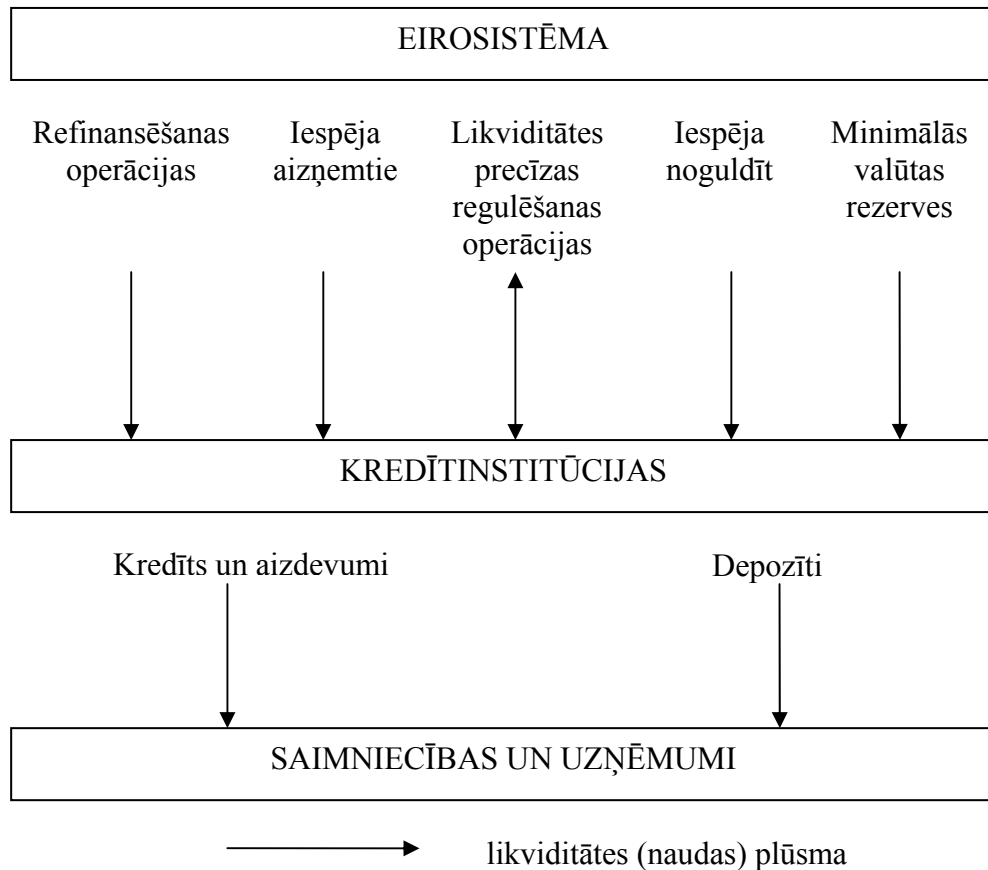 EIROSISTĒMA
Refinansēšanas
operācijas
Iespēja
aizņemtie
Likviditātes
precīzas
regulēšanas
operācijas
Iespēja
noguldīt
Minimālās
valūtas
rezerves
KREDĪTINSTITŪCIJAS
Kredīts un aizdevumi
Depozīti
SAIMNIECĪBAS UN UZŅĒMUMI
likviditātes (naudas) plūsma